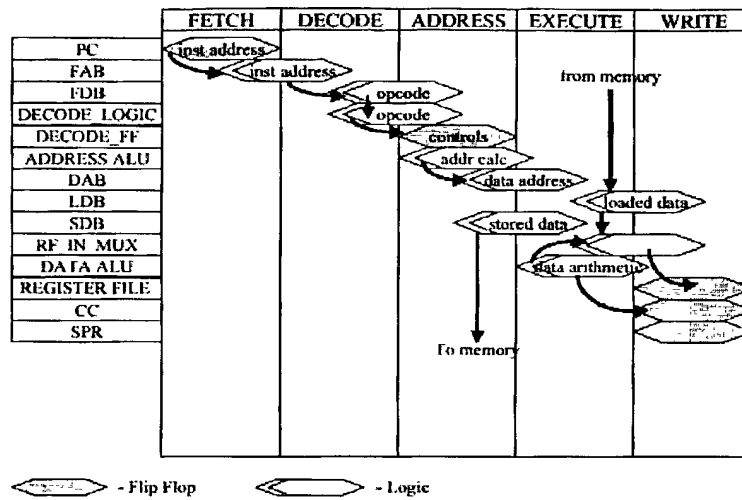 FETCH DECODE ADDRESS EXECUTE WRITE
PC inst address
FAB inst address from memory
FDB opcode
DECODE_LOGIC opcode
DECODE_FF controls
ADDRESS ALU addr calc
DAB data address
LDB loaded data
SDB stored data
RF_IN_MUX
DATA ALU data arithmetic
REGISTER FILE
CC
SPR
To memory
- Flip Flop - Logic